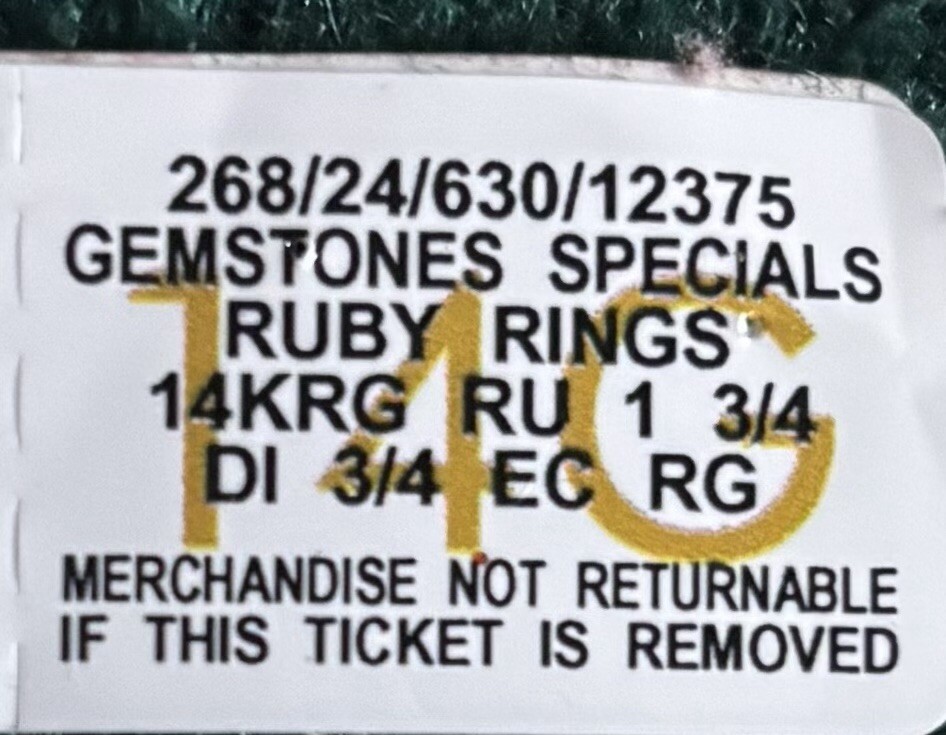 268/24/630/12375
GEMSTONES SPECIALS
RUBY RINGS
14KRG RU 1 3/4
DI 3/4 EC RG
14G
MERCHANDISE NOT RETURNABLE
IF THIS TICKET IS REMOVED